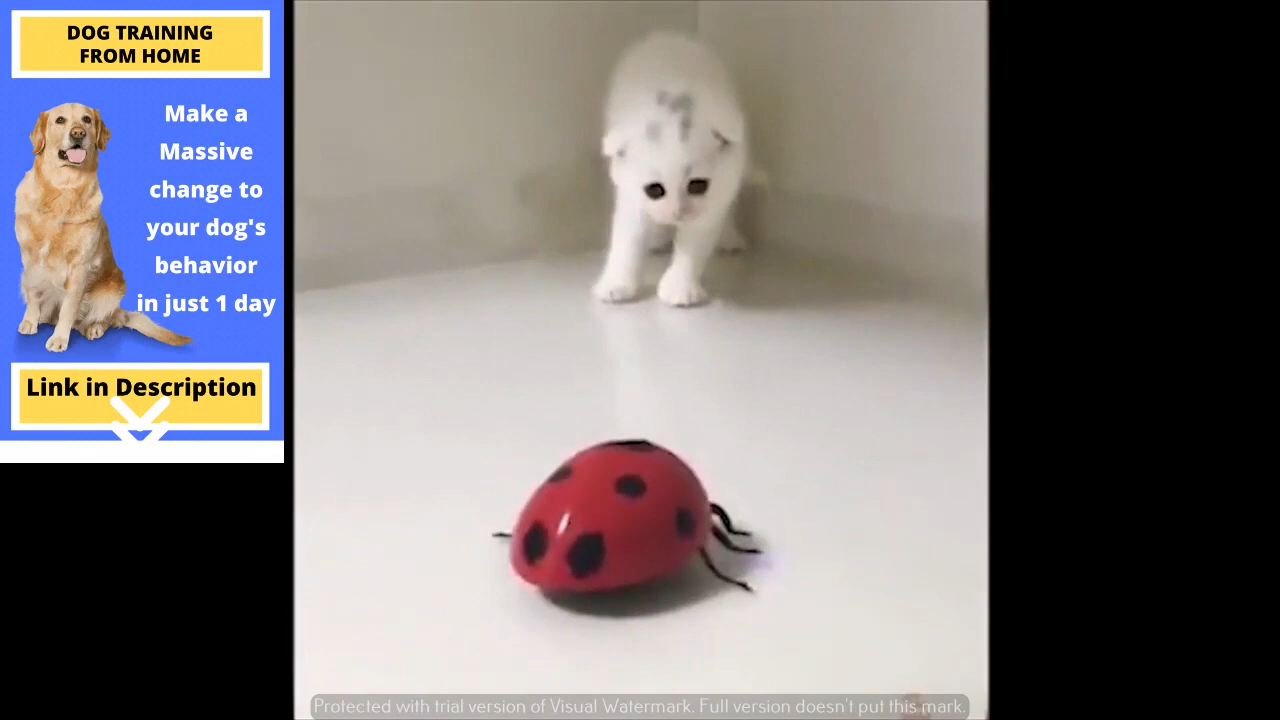 DOG TRAINING
FROM HOME
Make a
Massive
change to
your dog's
behavior
in just 1 day
Link in Description
Protected with trial version of Visual Watermark. Full version doesn't put this mark.